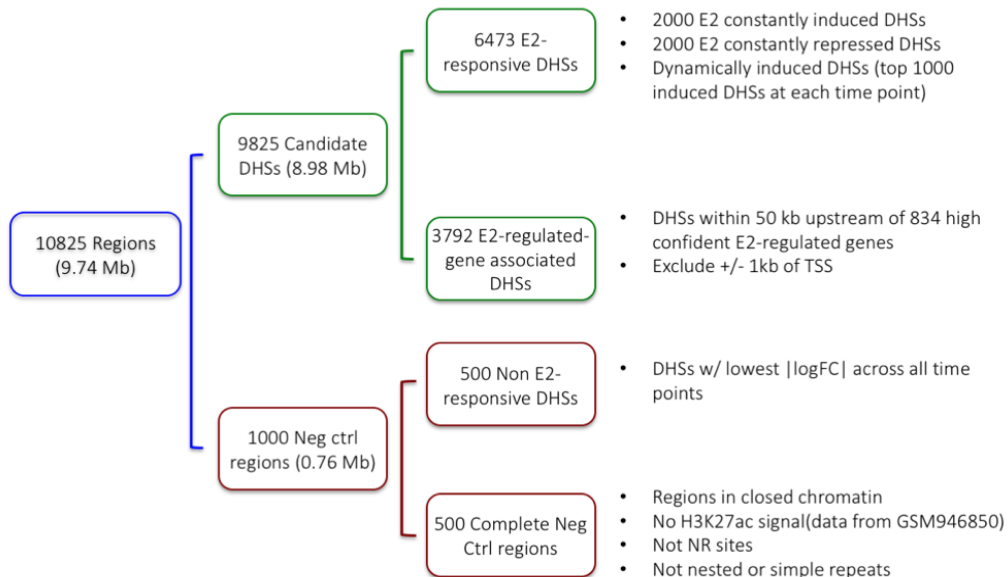 10825 Regions
(9.74 Mb)
9825 Candidate
DHSs (8.98 Mb)
6473 E2-
responsive DHSs
• 2000 E2 constantly induced DHSs
• 2000 E2 constantly repressed DHSs
• Dynamically induced DHSs (top 1000
induced DHSs at each time point)
3792 E2-regulated-
gene associated
DHSs
• DHSs within 50 kb upstream of 834 high
confident E2-regulated genes
• Exclude +/- 1kb of TSS
1000 Neg ctrl
regions (0.76 Mb)
500 Non E2-
responsive DHSs
• DHSs w/ lowest |logFC| across all time
points
500 Complete Neg
Ctrl regions
• Regions in closed chromatin
• No H3K27ac signal(data from GSM946850)
• Not NR sites
• Not nested or simple repeats